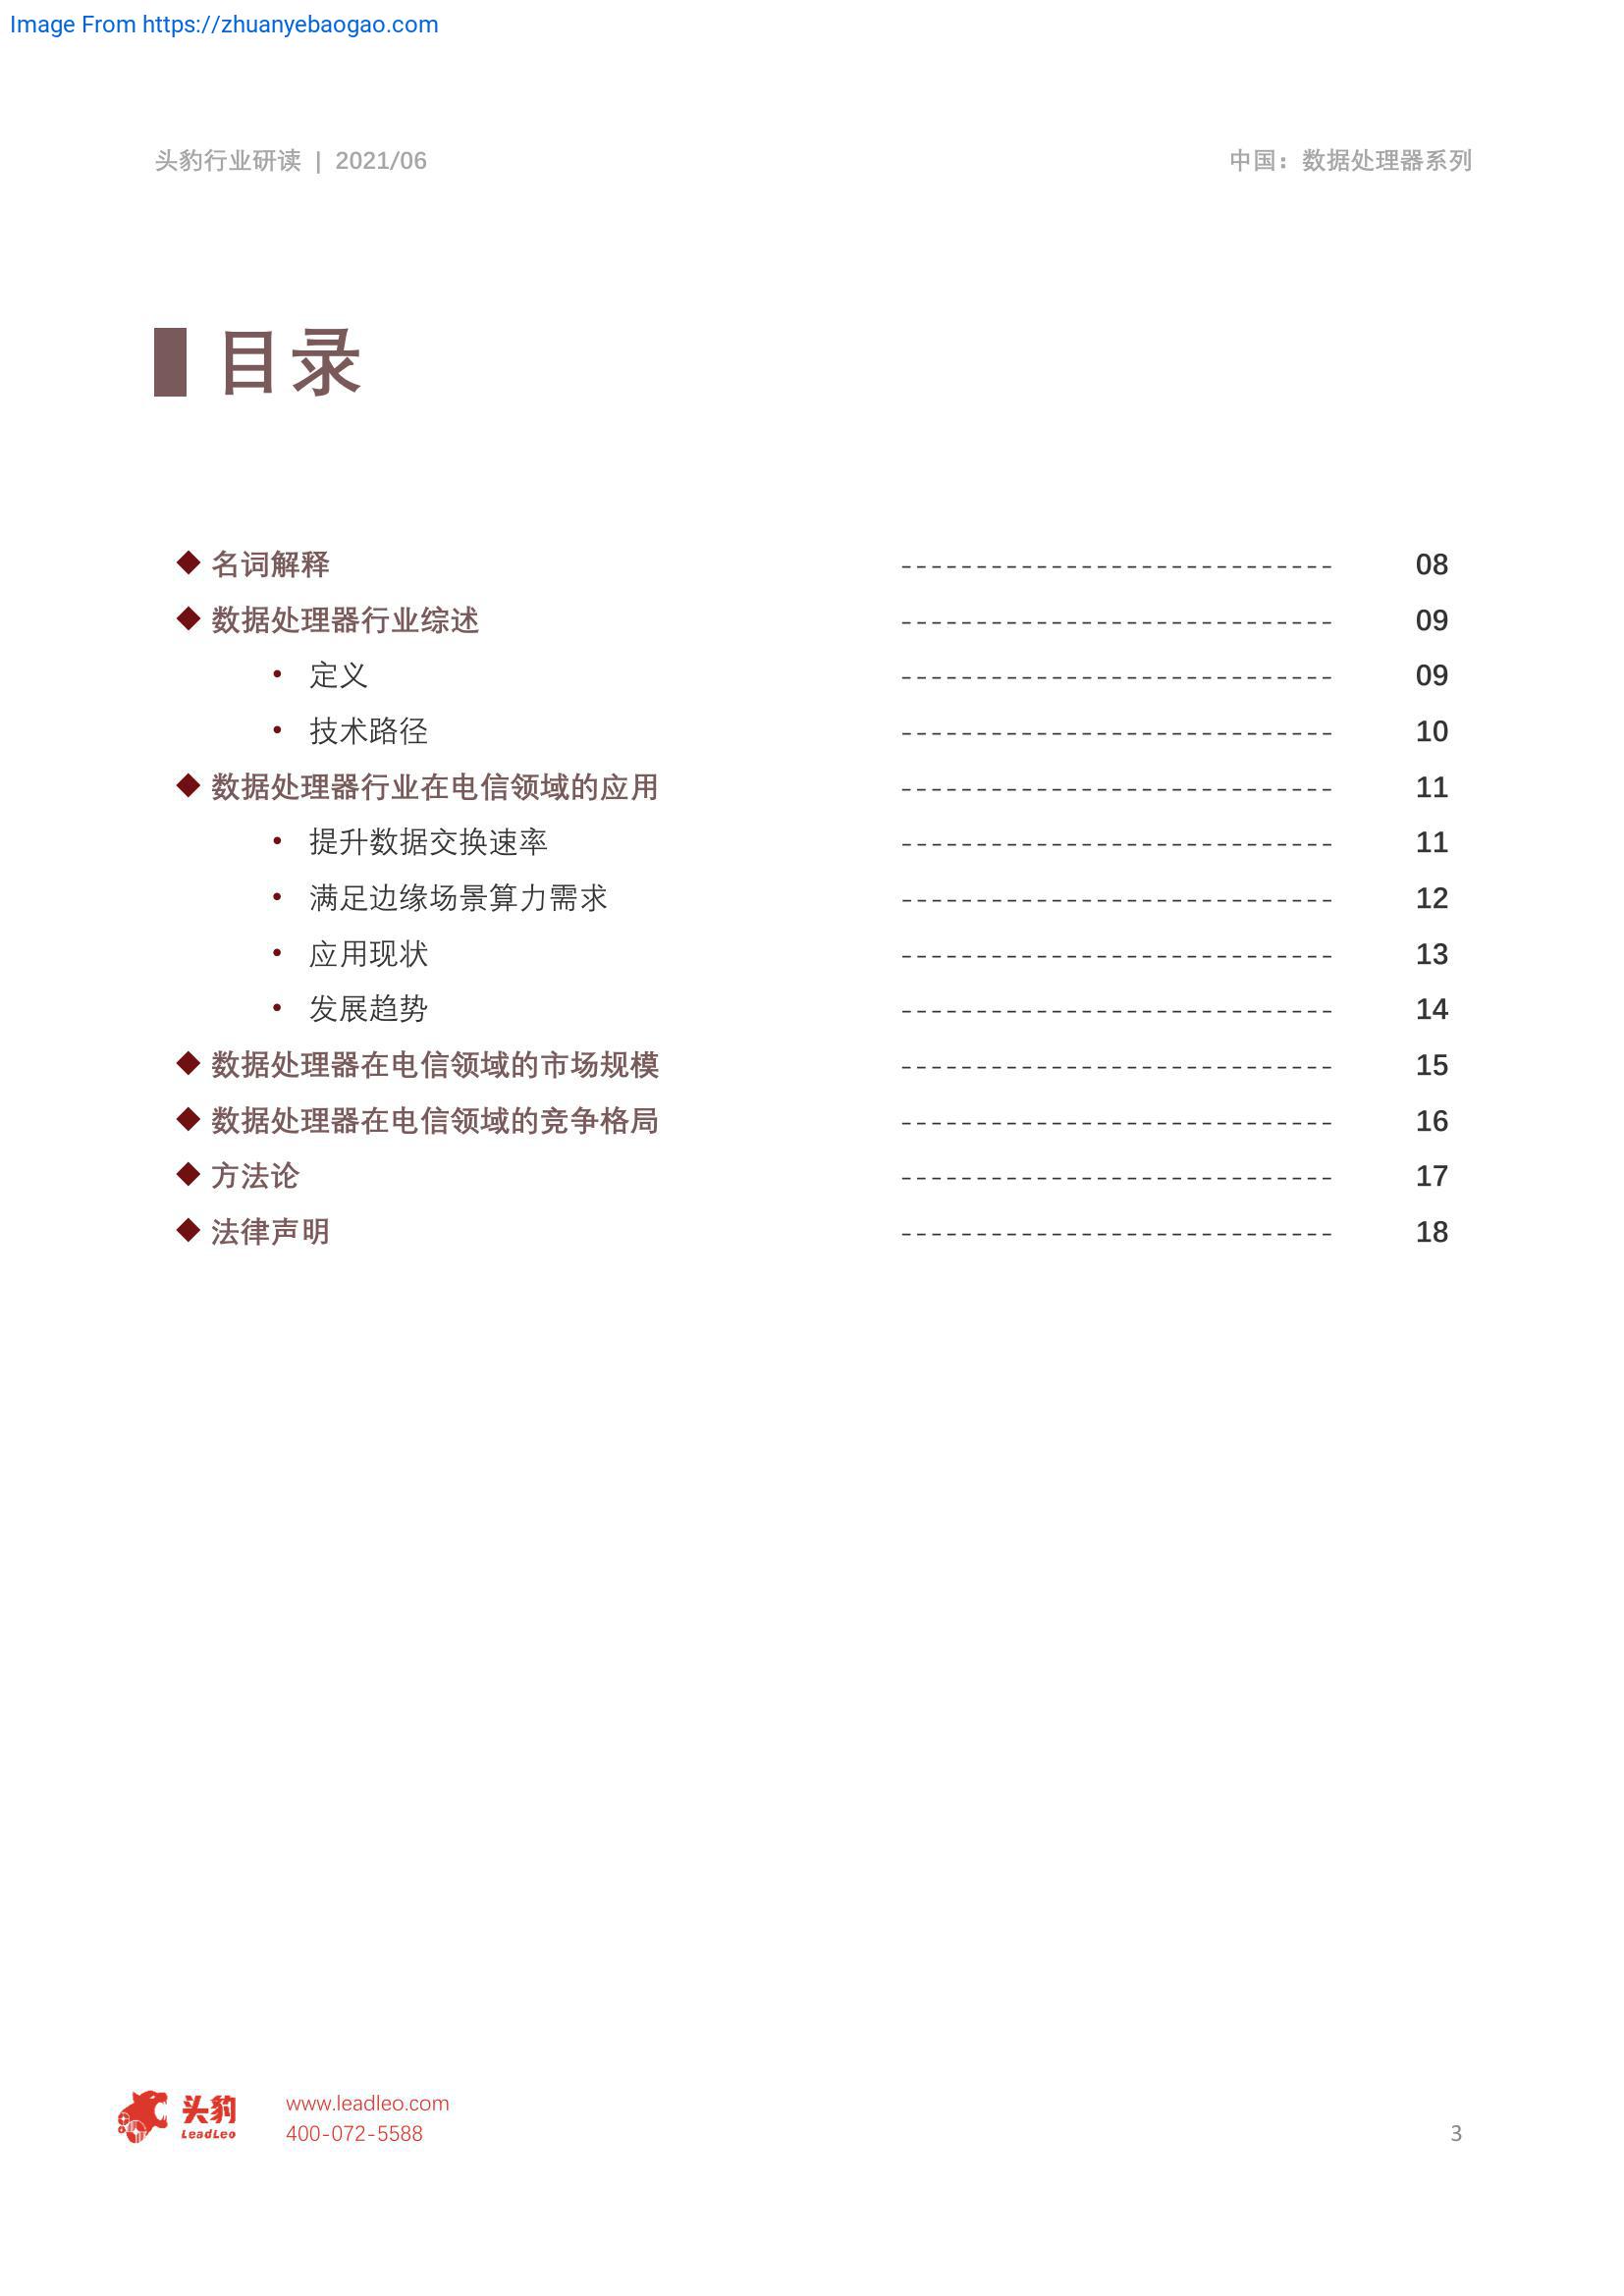 Image From https://zhuanyebaogao.com
头豹行业研读 | 2021/06
中国：数据处理器系列
目录
◆ 名词解释 ----------------------------- 08
◆ 数据处理器行业综述 ----------------------------- 09
• 定义 ----------------------------- 09
• 技术路径 ----------------------------- 10
◆ 数据处理器行业在电信领域的应用 ----------------------------- 11
• 提升数据交换速率 ----------------------------- 11
• 满足边缘场景算力需求 ----------------------------- 12
• 应用现状 ----------------------------- 13
• 发展趋势 ----------------------------- 14
◆ 数据处理器在电信领域的市场规模 ----------------------------- 15
◆ 数据处理器在电信领域的竞争格局 ----------------------------- 16
◆ 方法论 ----------------------------- 17
◆ 法律声明 ----------------------------- 18
头豹
LeadLeo
www.leadleo.com
400-072-5588
3